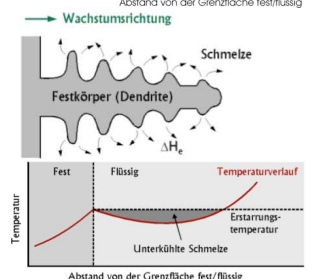 Abstand von der Grenzfläche fest/flüssig
Wachstumsrichtung
Schmelze
Festkörper (Dendrite)
ΔHe
Fest
Flüssig
Temperaturverlauf
Temperatur
Erstarrungs-
temperatur
Unterkühlte Schmelze
Abstand von der Grenzfläche fest/flüssig